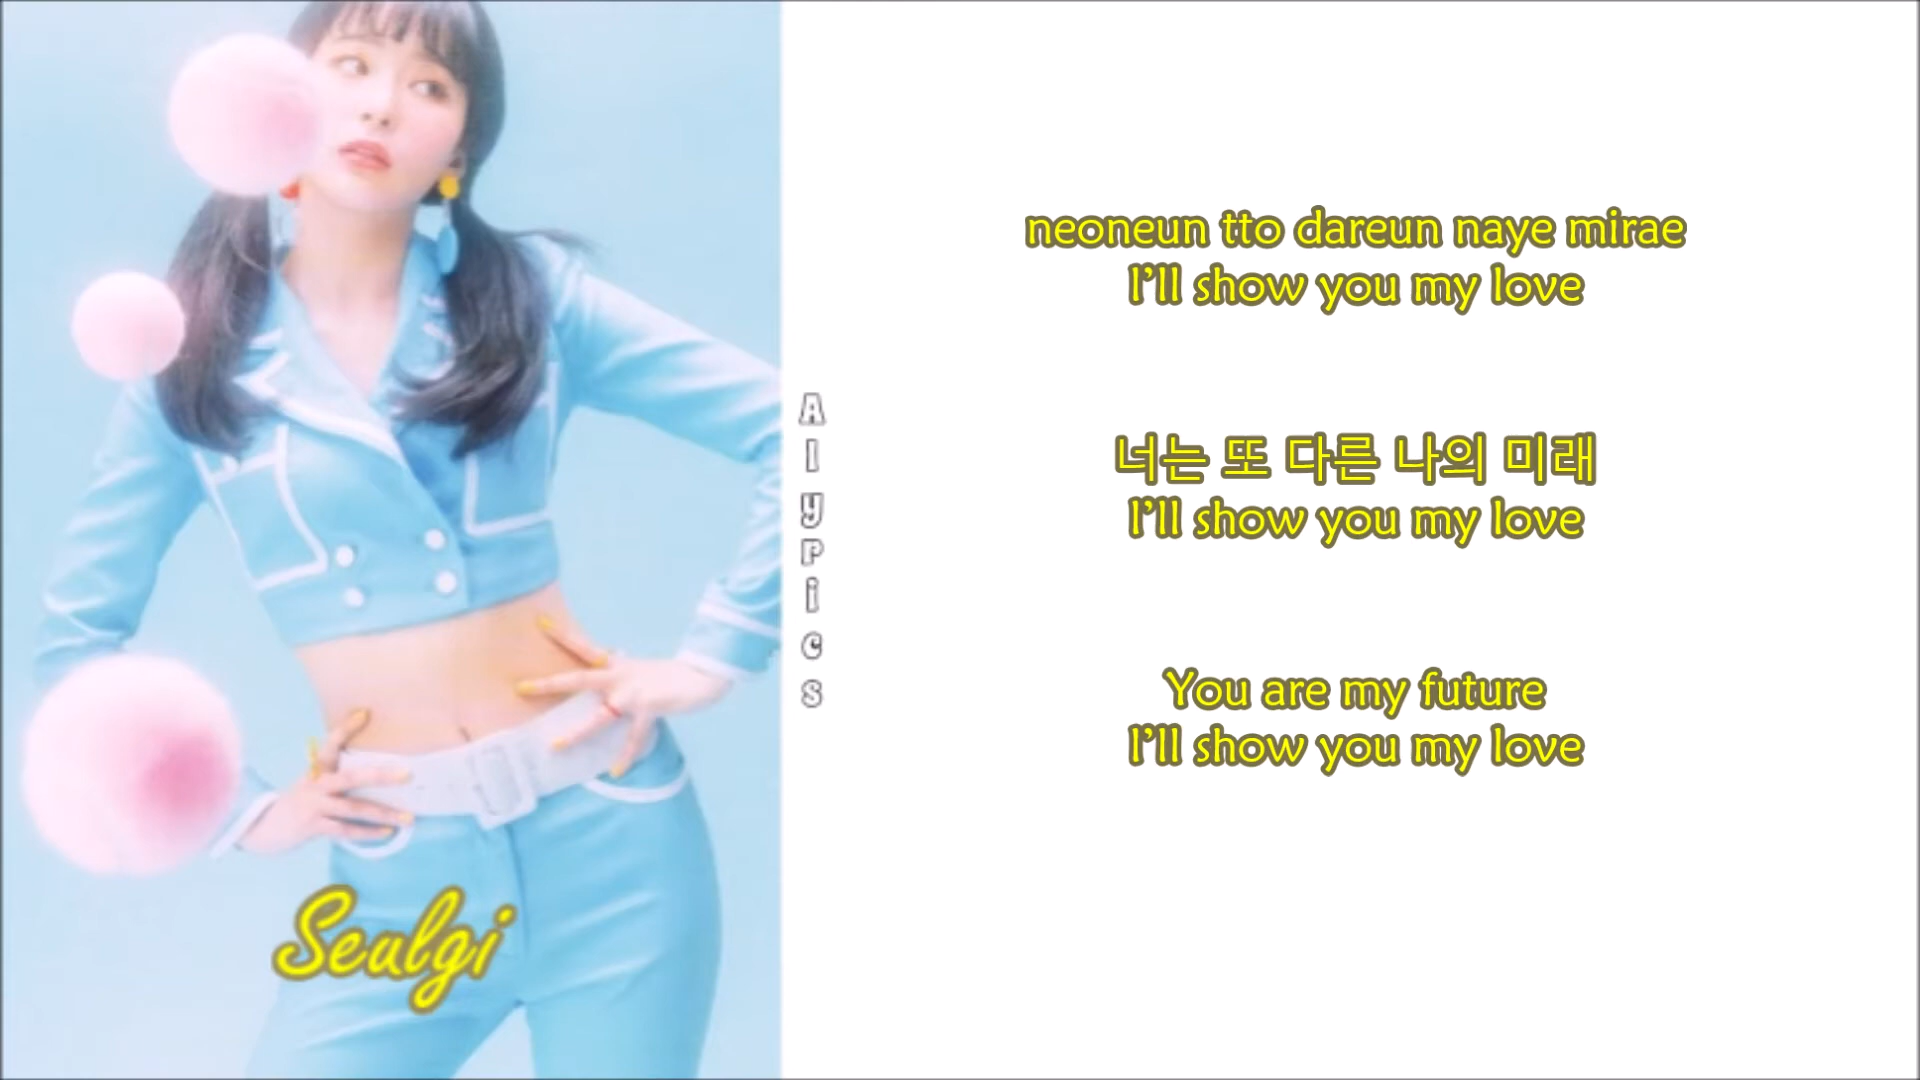 neoneun tto dareun naye mirae
I'll show you my love
너는 또 다른 나의 미래
I'll show you my love
You are my future
I'll show you my love
AlyPics
Seulgi